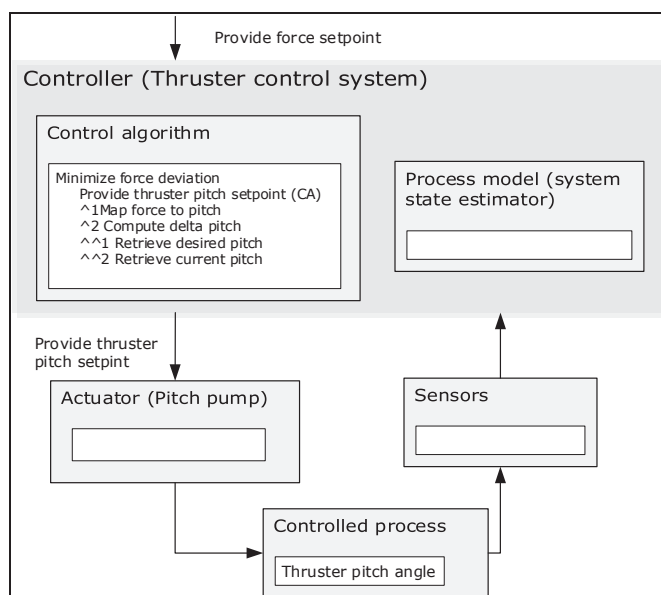 Provide force setpoint
Controller (Thruster control system)
Control algorithm
Minimize force deviation
Provide thruster pitch setpoint (CA)
^1Map force to pitch
^2 Compute delta pitch
^^1 Retrieve desired pitch
^^2 Retrieve current pitch
Process model (system
state estimator)
Provide thruster
pitch setpint
Actuator (Pitch pump)
Sensors
Controlled process
Thruster pitch angle